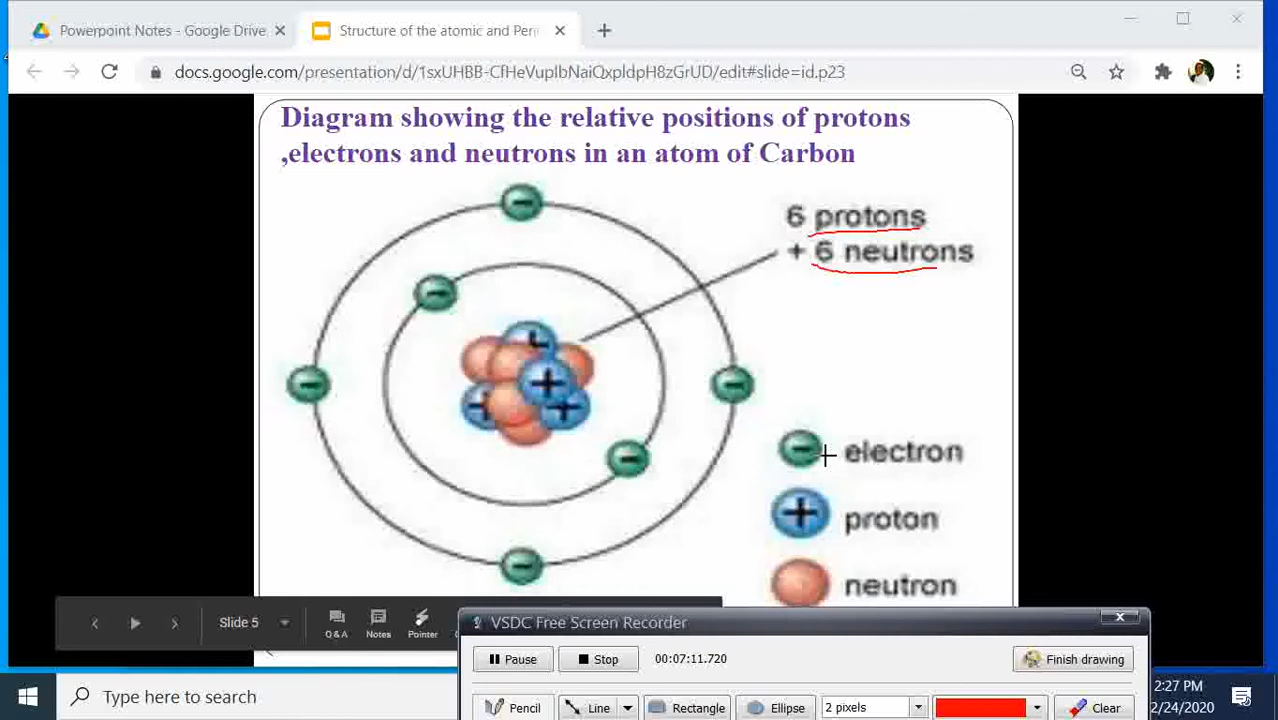 Powerpoint Notes - Google Drive
Structure of the atomic and Peri
docs.google.com/presentation/d/1sxUHBB-CfHeVupIbNaiQxpldpH8zGrUD/edit#slide=id.p23
Diagram showing the relative positions of protons
,electrons and neutrons in an atom of Carbon
6 protons
+ 6 neutrons
electron
proton
neutron
Slide 5
Q & A
Notes
Pointer
VSDC Free Screen Recorder
Pause
Stop
00:07:11.720
Finish drawing
Pencil
Line
Rectangle
Ellipse
2 pixels
Clear
Type here to search
2:27 PM
2/24/2020